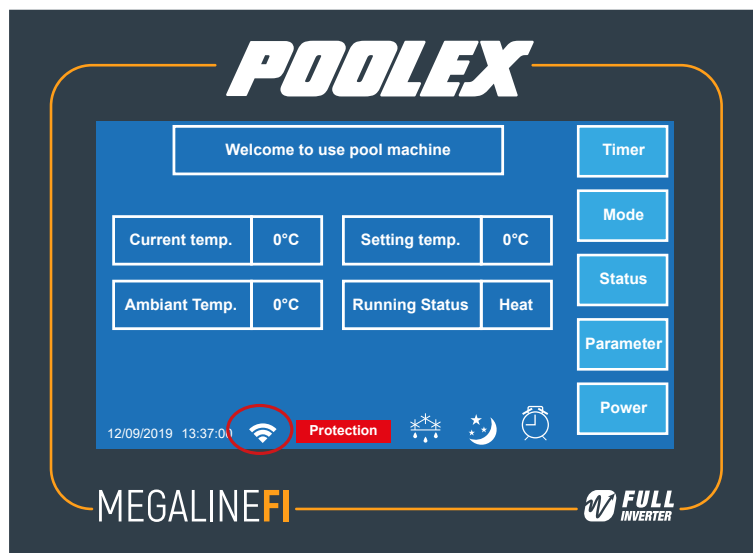 POOLEX
Welcome to use pool machine
Timer
Mode
Current temp. 0°C
Setting temp. 0°C
Status
Ambiant Temp. 0°C
Running Status Heat
Parameter
Power
12/09/2019 13:37:00
Protection
MEGALINEFI
FULL
INVERTER